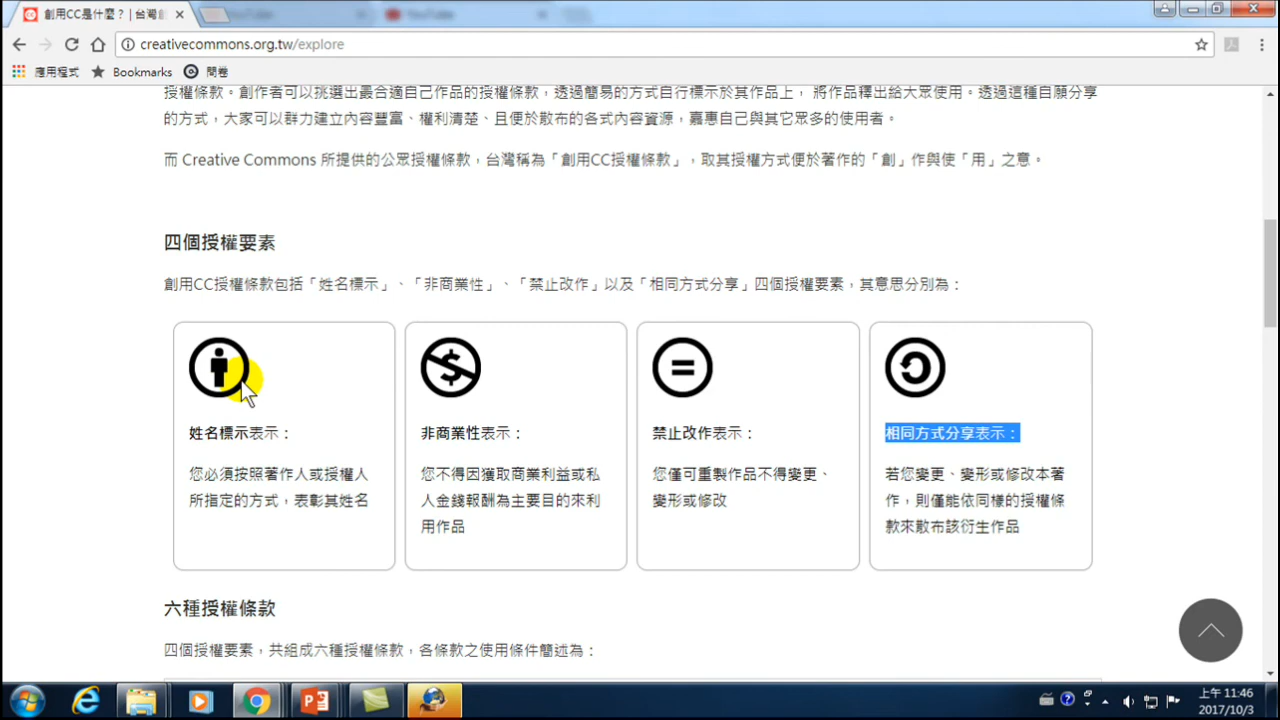 創用CC是什麼？ | 台灣創
YouTube
YouTube
creativecommons.org.tw/explore
應用程式 Bookmarks 問卷
授權條款。創作者可以挑選出最合適自己作品的授權條款，透過簡易的方式自行標示於其作品上， 將作品釋出給大眾使用。透過這種自願分享
的方式，大家可以群力建立內容豐富、權利清楚、且便於散布的各式內容資源，嘉惠自己與其它眾多的使用者。
而 Creative Commons 所提供的公眾授權條款，台灣稱為「創用CC授權條款」，取其授權方式便於著作的「創」作與使「用」之意。
四個授權要素
創用CC授權條款包括「姓名標示」、「非商業性」、「禁止改作」以及「相同方式分享」四個授權要素，其意思分別為：
姓名標示表示：
您必須按照著作人或授權人
所指定的方式，表彰其姓名
非商業性表示：
您不得因獲取商業利益或私
人金錢報酬為主要目的來利
用作品
禁止改作表示：
您僅可重製作品不得變更、
變形或修改
相同方式分享表示：
若您變更、變形或修改本著
作，則僅能依同樣的授權條
款來散布該衍生作品
六種授權條款
四個授權要素，共組成六種授權條款，各條款之使用條件簡述為：
上午 11:46
2017/10/3